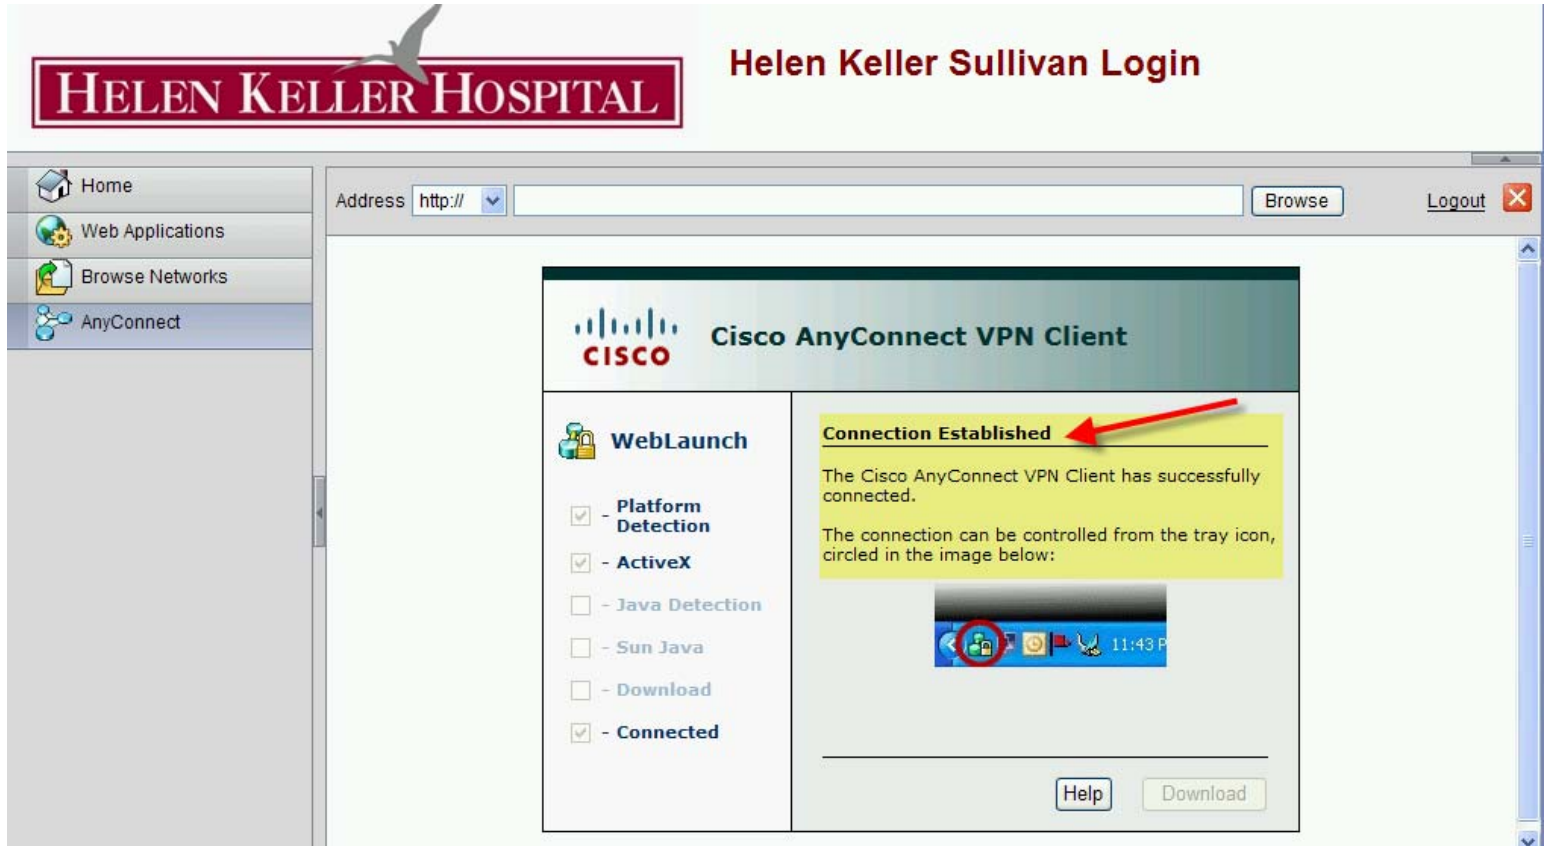 HELEN KELLER HOSPITAL
Helen Keller Sullivan Login
Home
Web Applications
Browse Networks
AnyConnect
Address http:// Browse Logout
CISCO
Cisco AnyConnect VPN Client
WebLaunch
- Platform
Detection
- ActiveX
- Java Detection
- Sun Java
- Download
- Connected
Connection Established
The Cisco AnyConnect VPN Client has successfully
connected.
The connection can be controlled from the tray icon,
circled in the image below:
11:43 P
Help Download